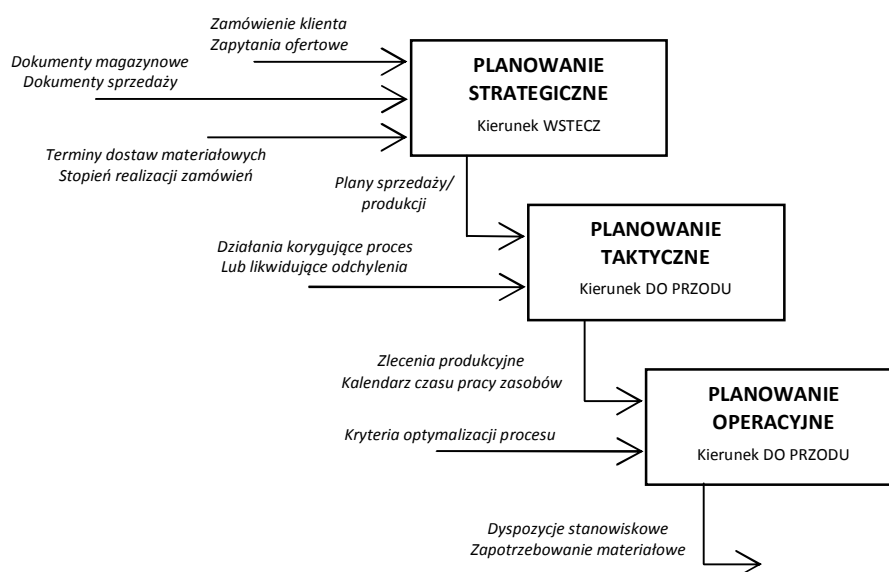 Zamówienie klienta
Zapytania ofertowe
Dokumenty magazynowe
Dokumenty sprzedaży
Terminy dostaw materiałowych
Stopień realizacji zamówień
PLANOWANIE
STRATEGICZNE
Kierunek WSTECZ
Plany sprzedaży/
produkcji
Działania korygujące proces
Lub likwidujące odchylenia
PLANOWANIE
TAKTYCZNE
Kierunek DO PRZODU
Zlecenia produkcyjne
Kalendarz czasu pracy zasobów
Kryteria optymalizacji procesu
PLANOWANIE
OPERACYJNE
Kierunek DO PRZODU
Dyspozycje stanowiskowe
Zapotrzebowanie materiałowe